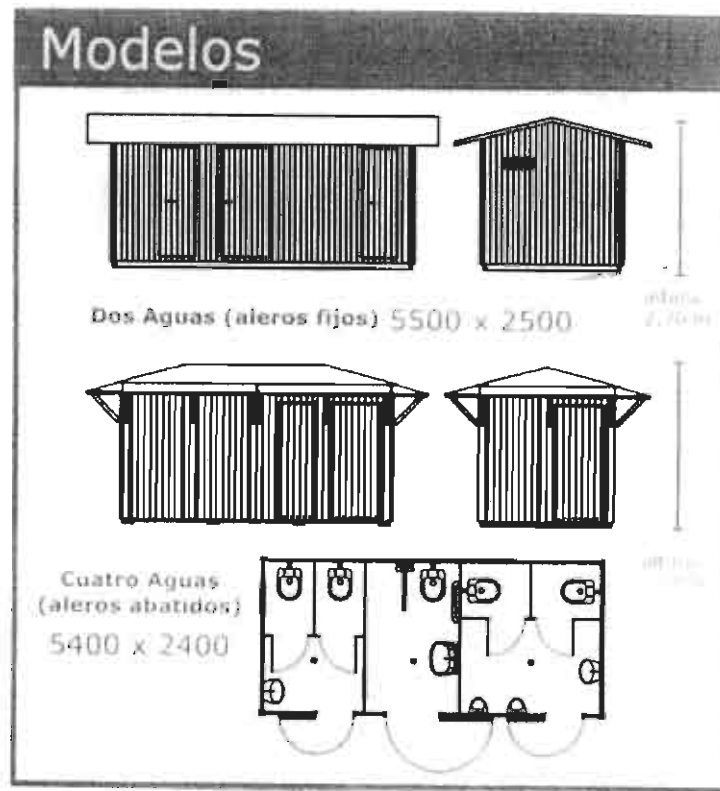 Modelos
Dos Aguas (aleros fijos) 5500 x 2500
Cuatro Aguas
(aleros abatidos)
5400 x 2400